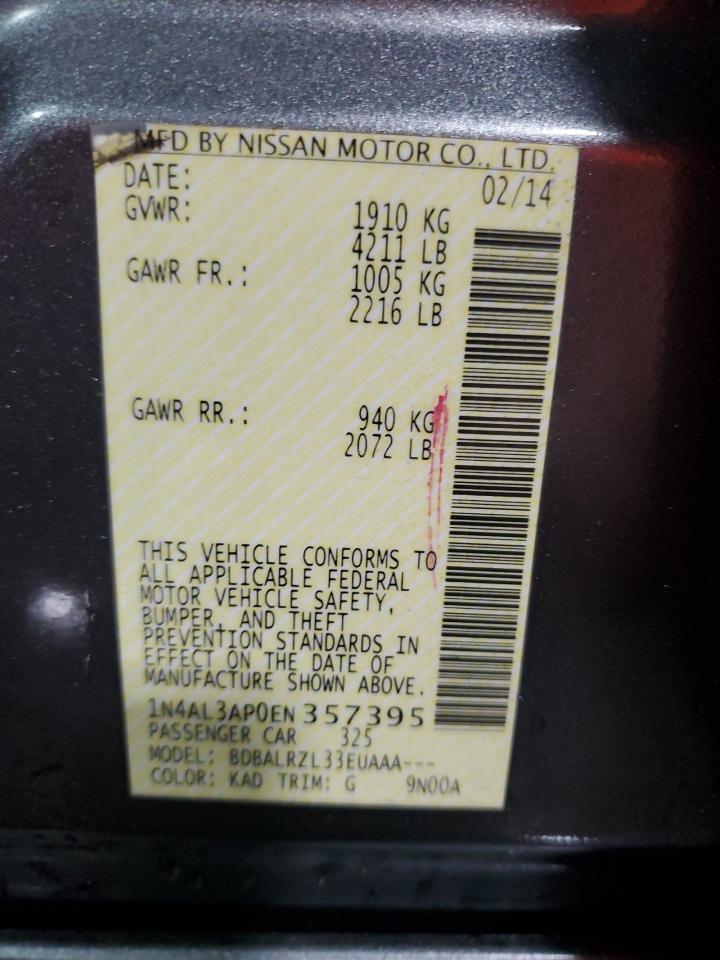 MFD BY NISSAN MOTOR CO., LTD.
DATE: 02/14
GVWR: 1910 KG
4211 LB
GAWR FR.: 1005 KG
2216 LB
GAWR RR.: 940 KG
2072 LB
THIS VEHICLE CONFORMS TO
ALL APPLICABLE FEDERAL
MOTOR VEHICLE SAFETY,
BUMPER, AND THEFT
PREVENTION STANDARDS IN
EFFECT ON THE DATE OF
MANUFACTURE SHOWN ABOVE.
1N4AL3AP0EN357395
PASSENGER CAR 325
MODEL: BDBALRZL33EUAAA---
COLOR: KAD TRIM: G 9N00A